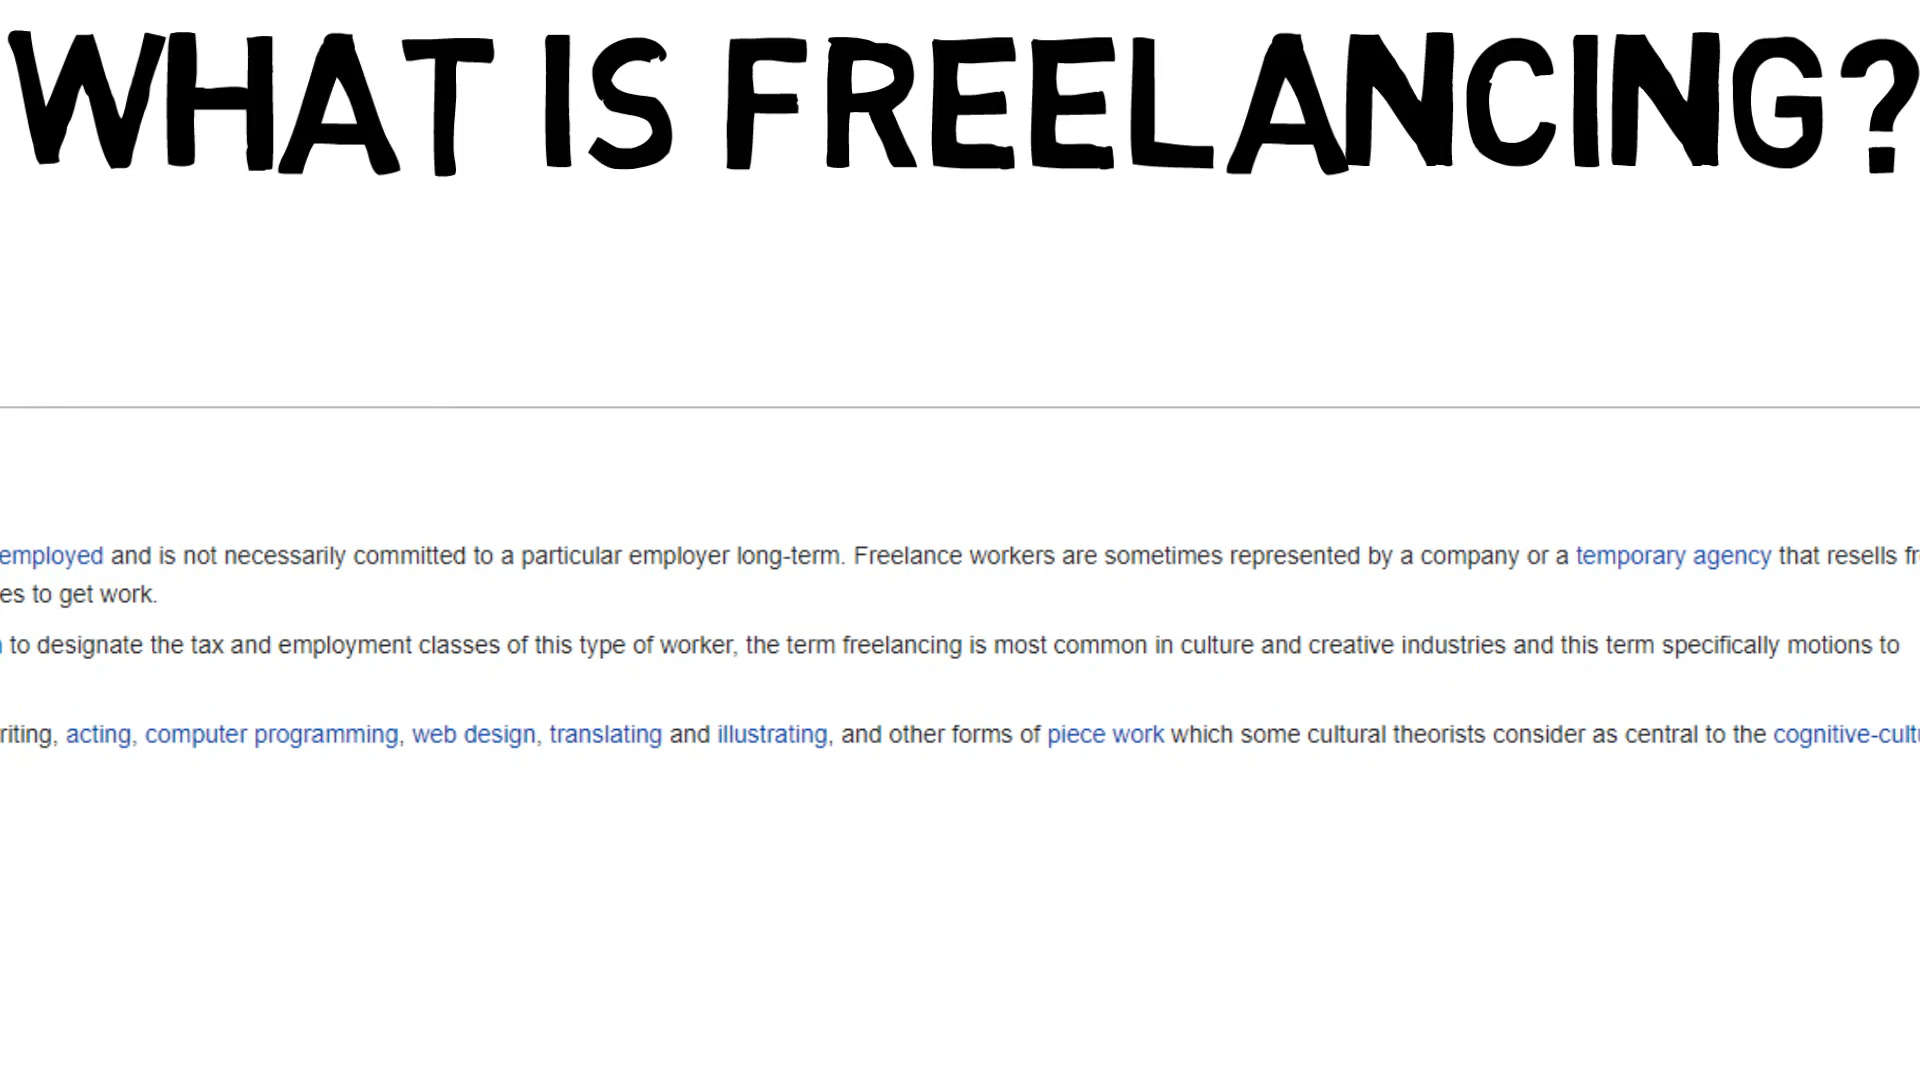 WHAT IS FREELANCING?
employed and is not necessarily committed to a particular employer long-term. Freelance workers are sometimes represented by a company or a temporary agency that resells
es to get work.
to designate the tax and employment classes of this type of worker, the term freelancing is most common in culture and creative industries and this term specifically motions to
riting, acting, computer programming, web design, translating and illustrating, and other forms of piece work which some cultural theorists consider as central to the cognitive-cult